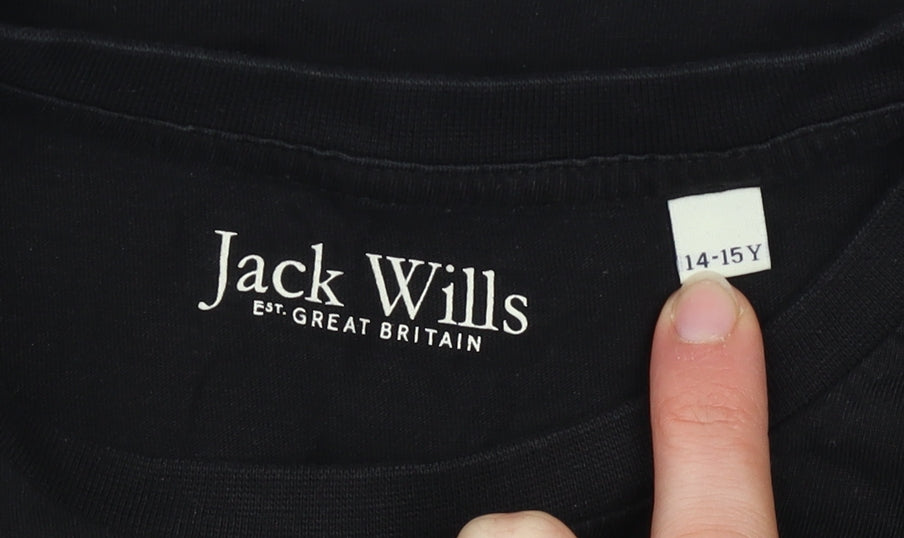 Jack Wills
EST. GREAT BRITAIN
14-15Y